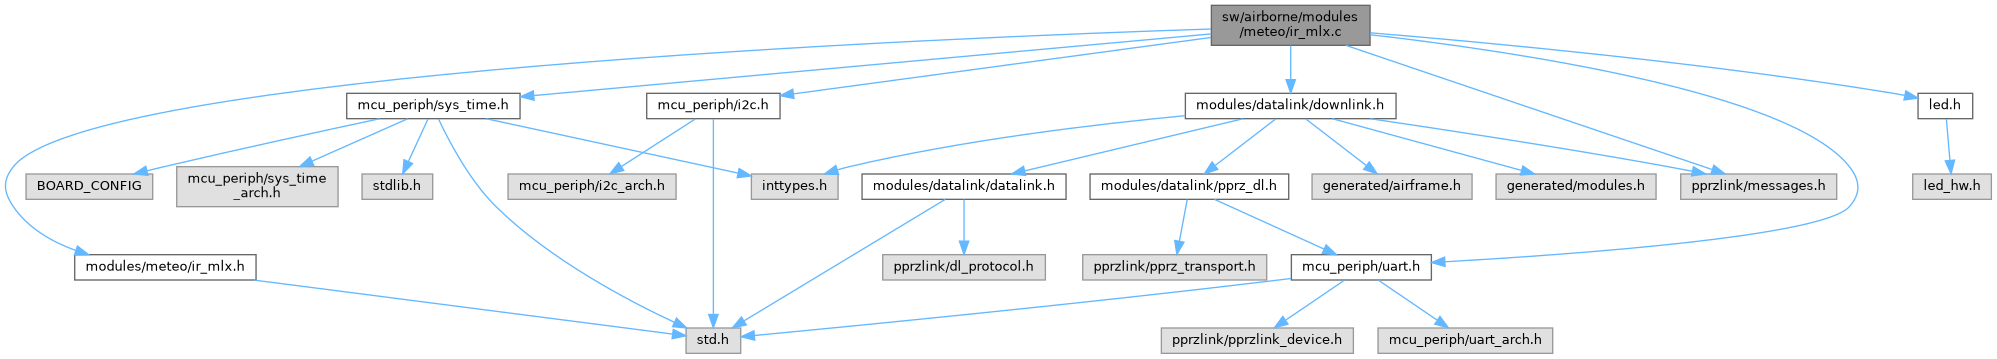 sw/airborne/modules
/meteo/ir_mlx.c
mcu_periph/sys_time.h
mcu_periph/i2c.h
modules/datalink/downlink.h
led.h
BOARD_CONFIG
mcu_periph/sys_time
_arch.h
stdlib.h
mcu_periph/i2c_arch.h
inttypes.h
modules/datalink/datalink.h
modules/datalink/pprz_dl.h
generated/airframe.h
generated/modules.h
pprzlink/messages.h
led_hw.h
modules/meteo/ir_mlx.h
pprzlink/dl_protocol.h
pprzlink/pprz_transport.h
mcu_periph/uart.h
std.h
pprzlink/pprzlink_device.h
mcu_periph/uart_arch.h